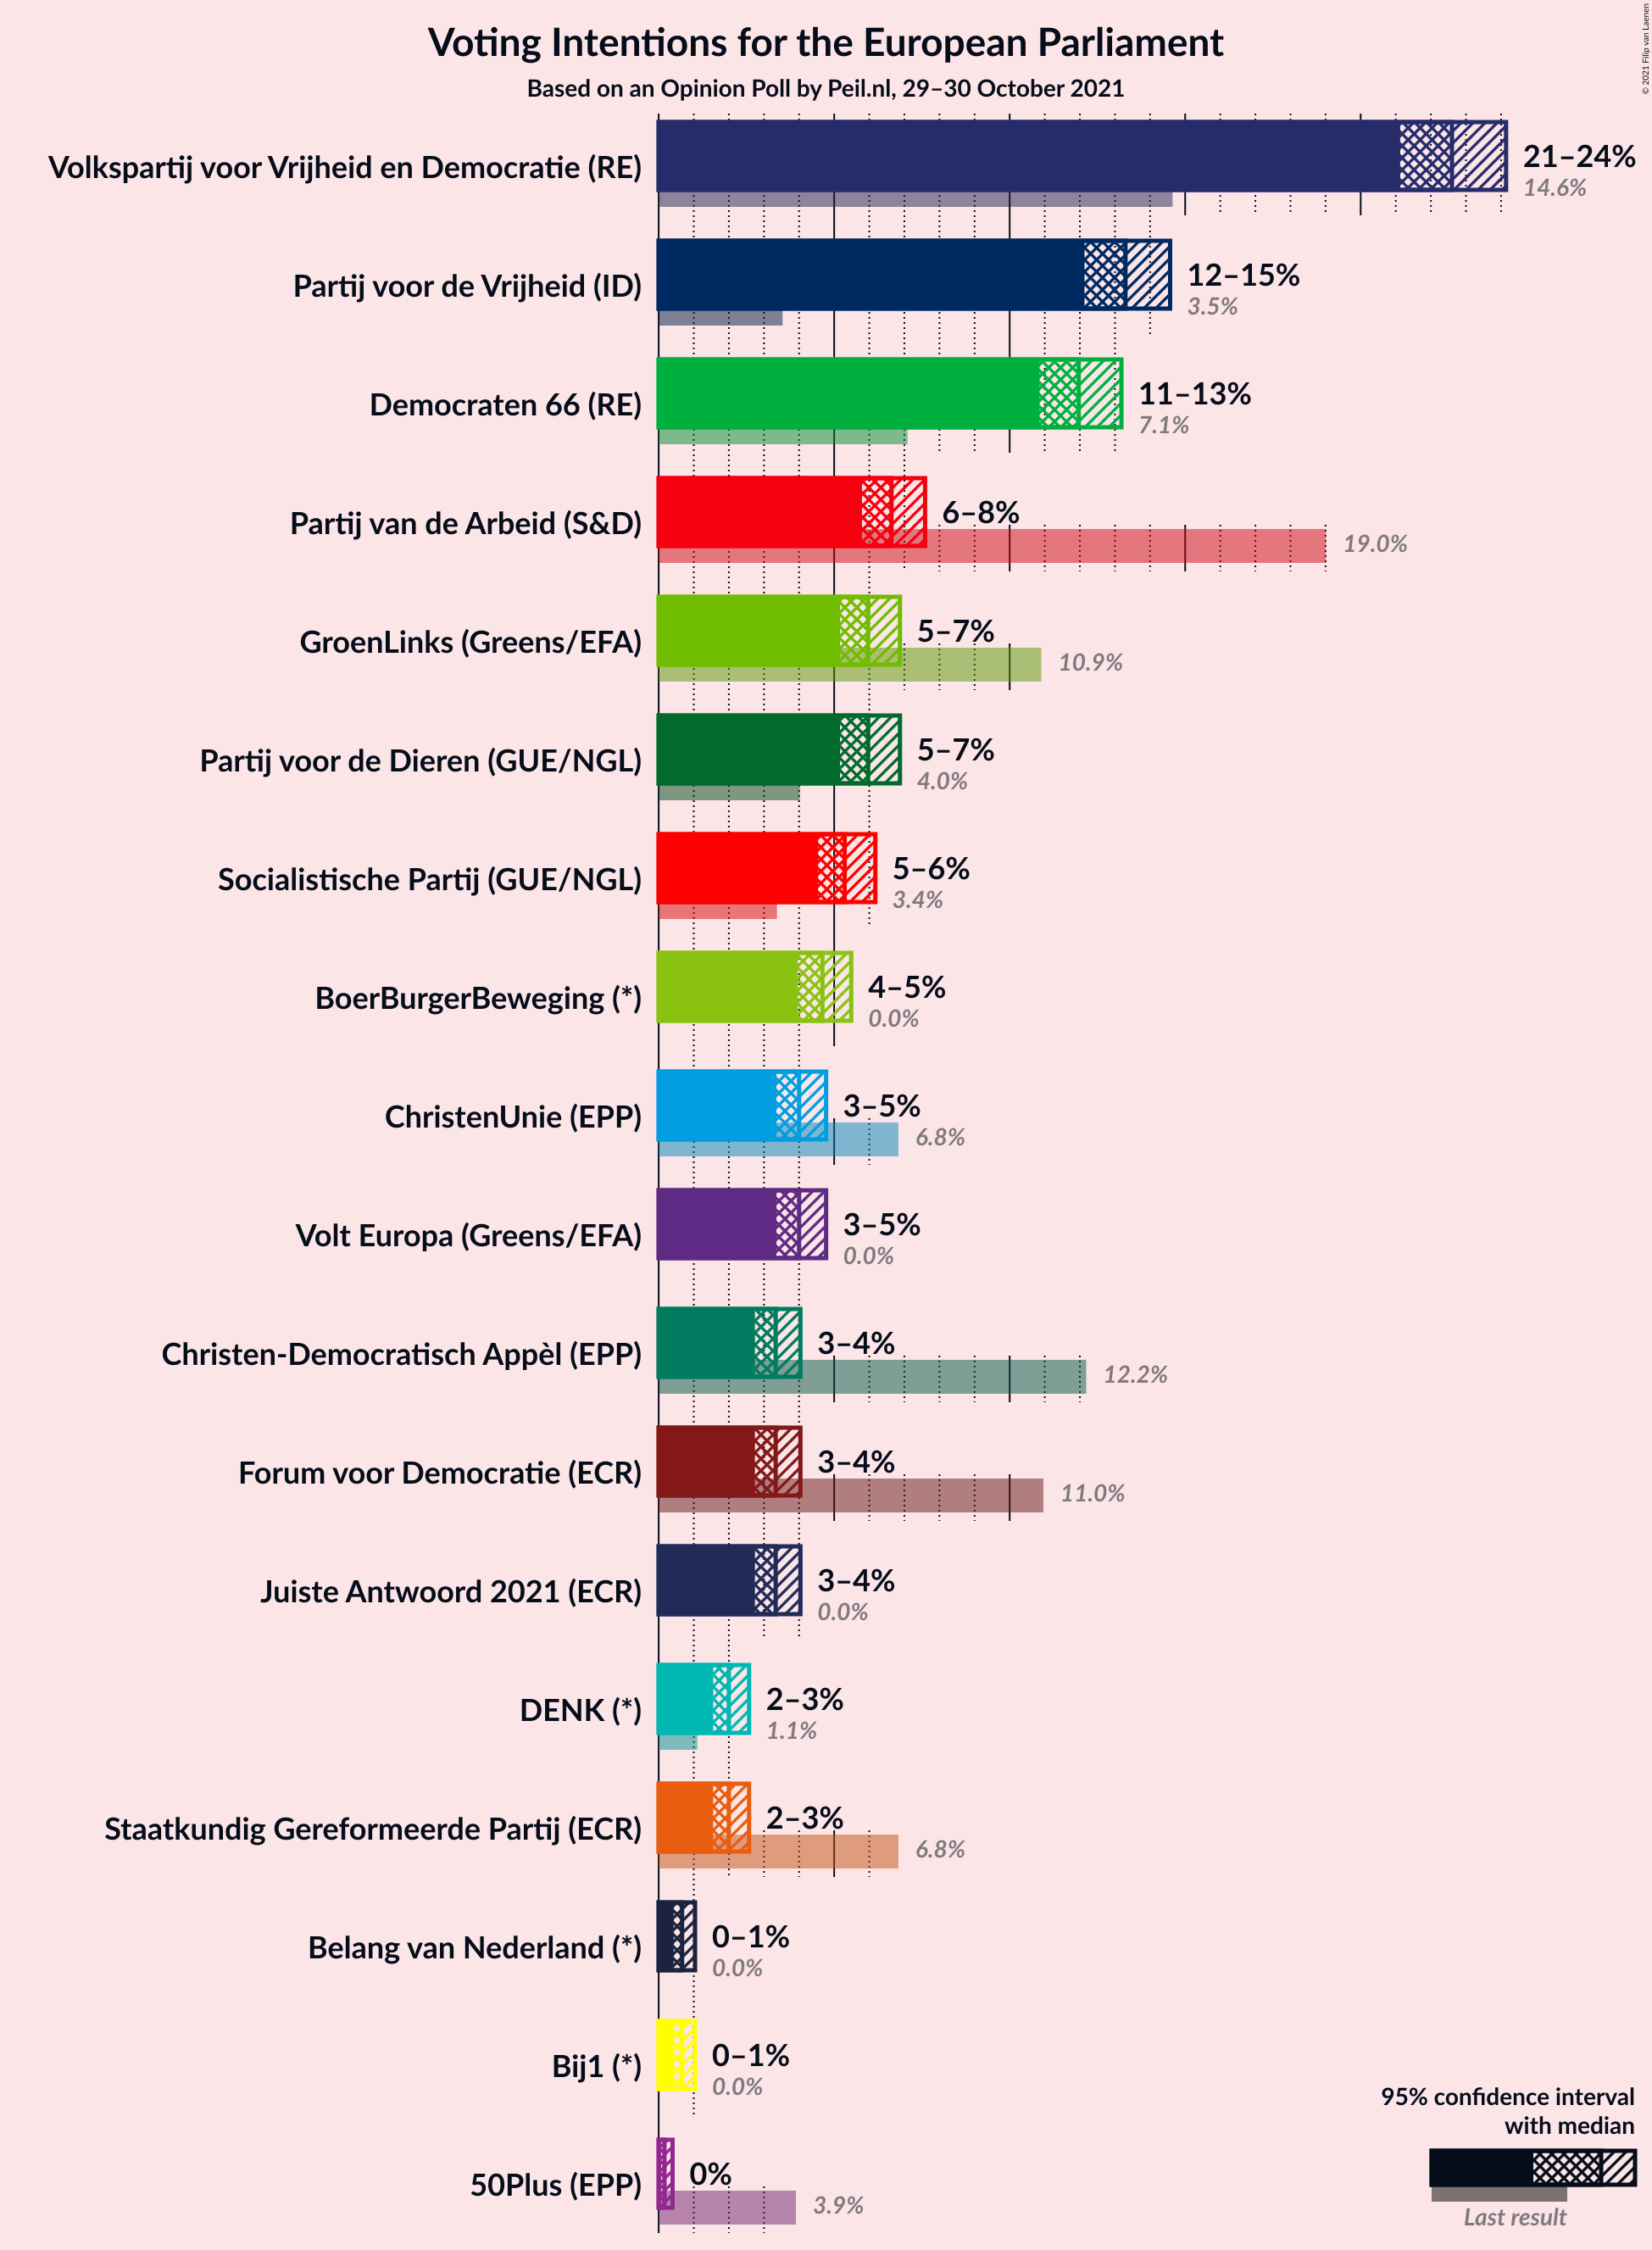 Voting Intentions for the European Parliament
Based on an Opinion Poll by Peil.nl, 29–30 October 2021
© 2021 Filip van Laenen
Volkspartij voor Vrijheid en Democratie (RE)
21–24%
14.6%
Partij voor de Vrijheid (ID)
12–15%
3.5%
Democraten 66 (RE)
11–13%
7.1%
Partij van de Arbeid (S&D)
6–8%
19.0%
GroenLinks (Greens/EFA)
5–7%
10.9%
Partij voor de Dieren (GUE/NGL)
5–7%
4.0%
Socialistische Partij (GUE/NGL)
5–6%
3.4%
BoerBurgerBeweging (*)
4–5%
0.0%
ChristenUnie (EPP)
3–5%
6.8%
Volt Europa (Greens/EFA)
3–5%
0.0%
Christen-Democratisch Appèl (EPP)
3–4%
12.2%
Forum voor Democratie (ECR)
3–4%
11.0%
Juiste Antwoord 2021 (ECR)
3–4%
0.0%
DENK (*)
2–3%
1.1%
Staatkundig Gereformeerde Partij (ECR)
2–3%
6.8%
Belang van Nederland (*)
0–1%
0.0%
Bij1 (*)
0–1%
0.0%
50Plus (EPP)
0%
3.9%
95% confidence interval
with median
Last result